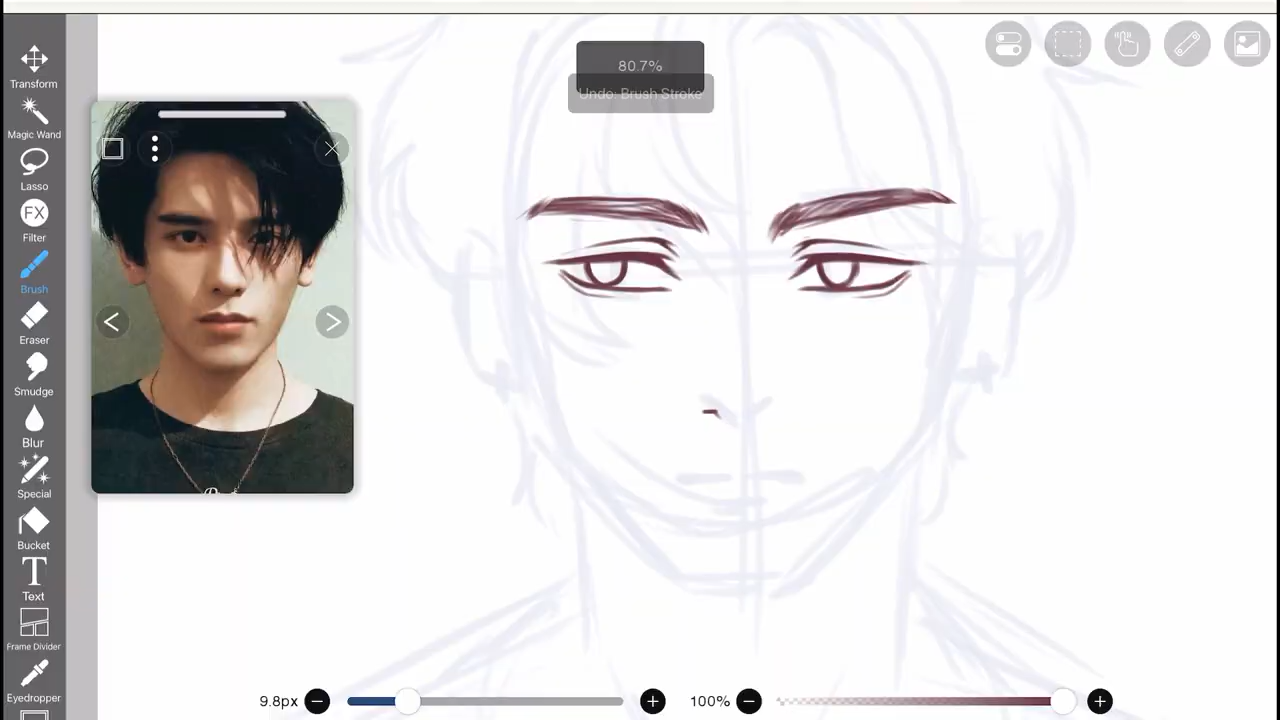 80.7%
Undo: Brush Stroke
Transform
Magic Wand
Lasso
FX
Filter
Brush
Eraser
Smudge
Blur
Special
Bucket
T
Text
Frame Divider
Eyedropper
9.8px
100%